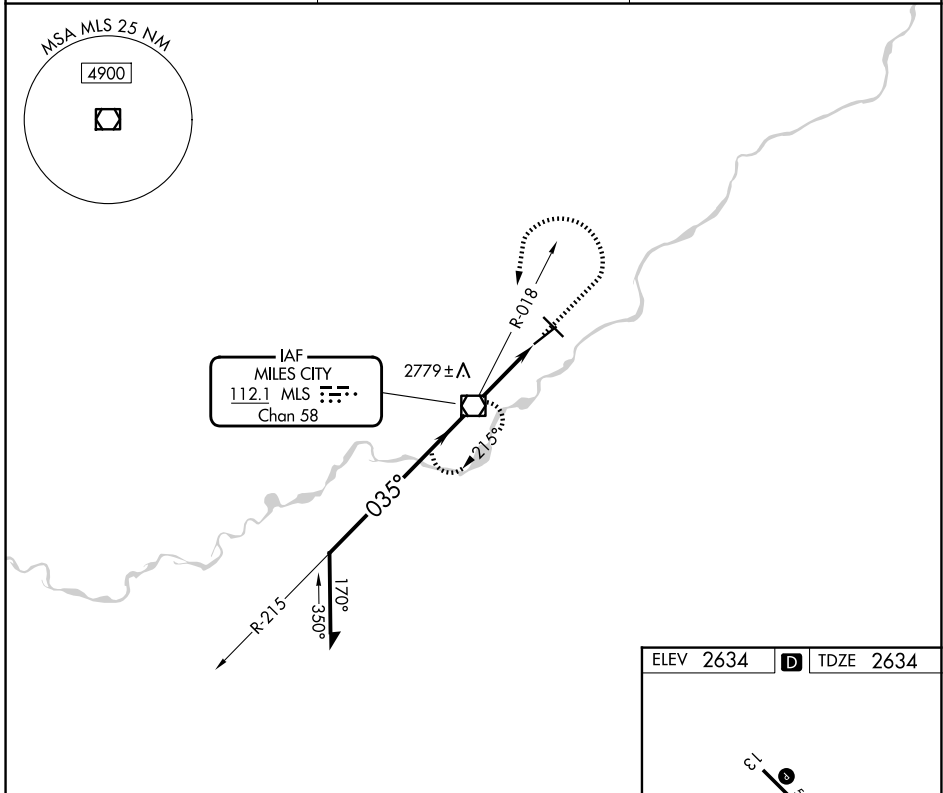 MSA MLS 25 NM
4900
R-018
IAF
MILES CITY
112.1 MLS
Chan 58
2779±
215°
035°
R-215
350°
170°
ELEV 2634 D TDZE 2634
13
P